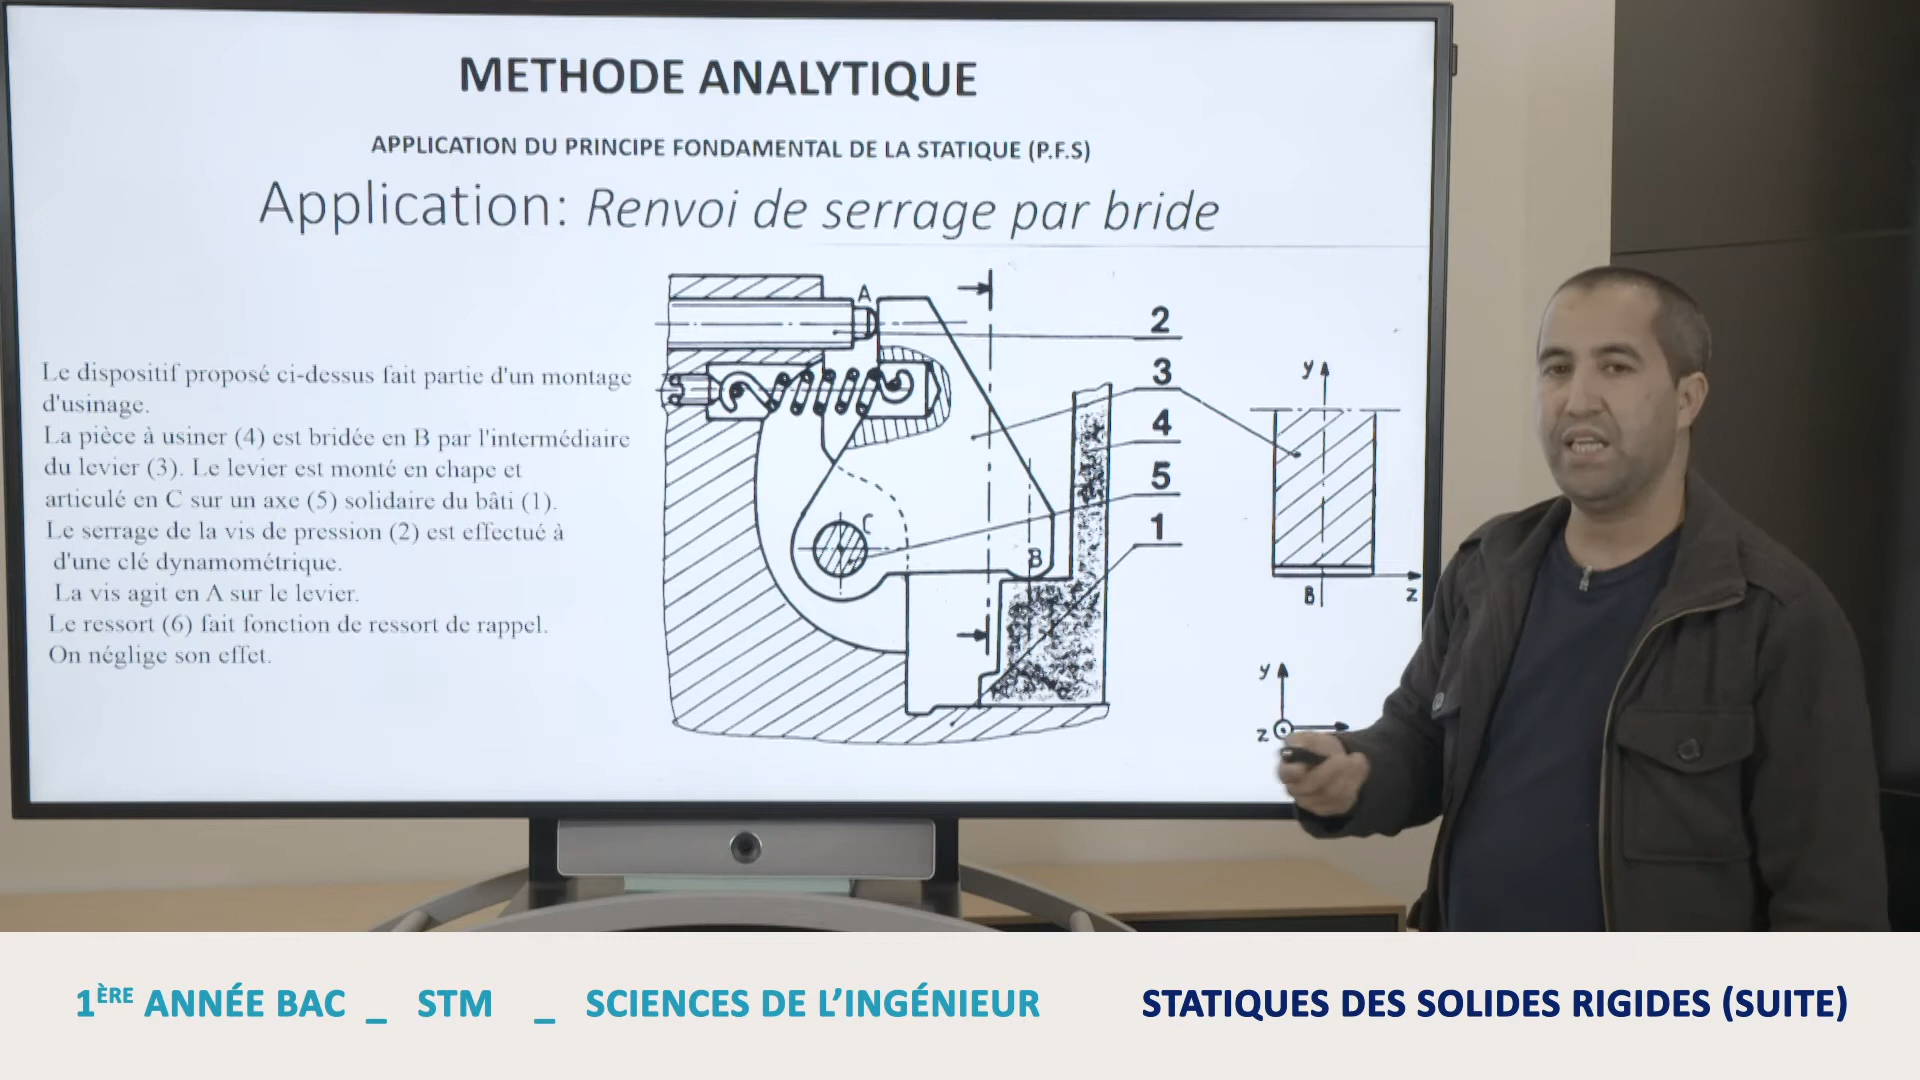 METHODE ANALYTIQUE
APPLICATION DU PRINCIPE FONDAMENTAL DE LA STATIQUE (P.F.S)
Application: Renvoi de serrage par bride
Le dispositif proposé ci-dessus fait partie d'un montage
d'usinage.
La pièce à usiner (4) est bridée en B par l'intermédiaire
du levier (3). Le levier est monté en chape et
articulé en C sur un axe (5) solidaire du bâti (1).
Le serrage de la vis de pression (2) est effectué à
d'une clé dynamométrique.
La vis agit en A sur le levier.
Le ressort (6) fait fonction de ressort de rappel.
On néglige son effet.
A
2
3
4
5
1
C
B
y
B
z
y
z
1ÈRE ANNÉE BAC _ STM _ SCIENCES DE L'INGÉNIEUR
STATIQUES DES SOLIDES RIGIDES (SUITE)